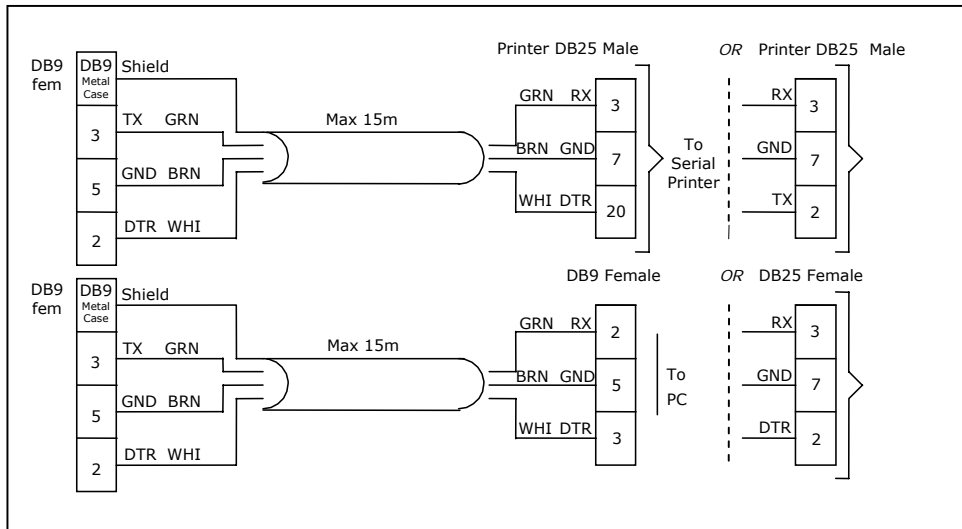 Printer DB25 Male
OR Printer DB25 Male
DB9
fem
DB9
Metal
Case
Shield
3
TX GRN
5
GND BRN
2
DTR WHI
Max 15m
GRN RX
3
BRN GND
7
WHI DTR
20
To
Serial
Printer
RX
3
GND
7
TX
2
DB9 Female
OR DB25 Female
DB9
fem
DB9
Metal
Case
Shield
3
TX GRN
5
GND BRN
2
DTR WHI
Max 15m
GRN RX
2
BRN GND
5
WHI DTR
3
To
PC
RX
3
GND
7
DTR
2